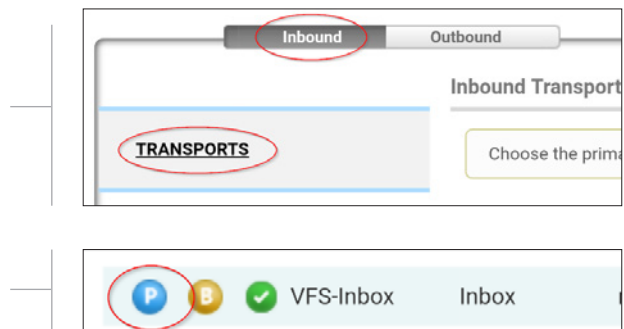 Inbound Outbound
Inbound Transport
TRANSPORTS
Choose the prima
P B VFS-Inbox Inbox